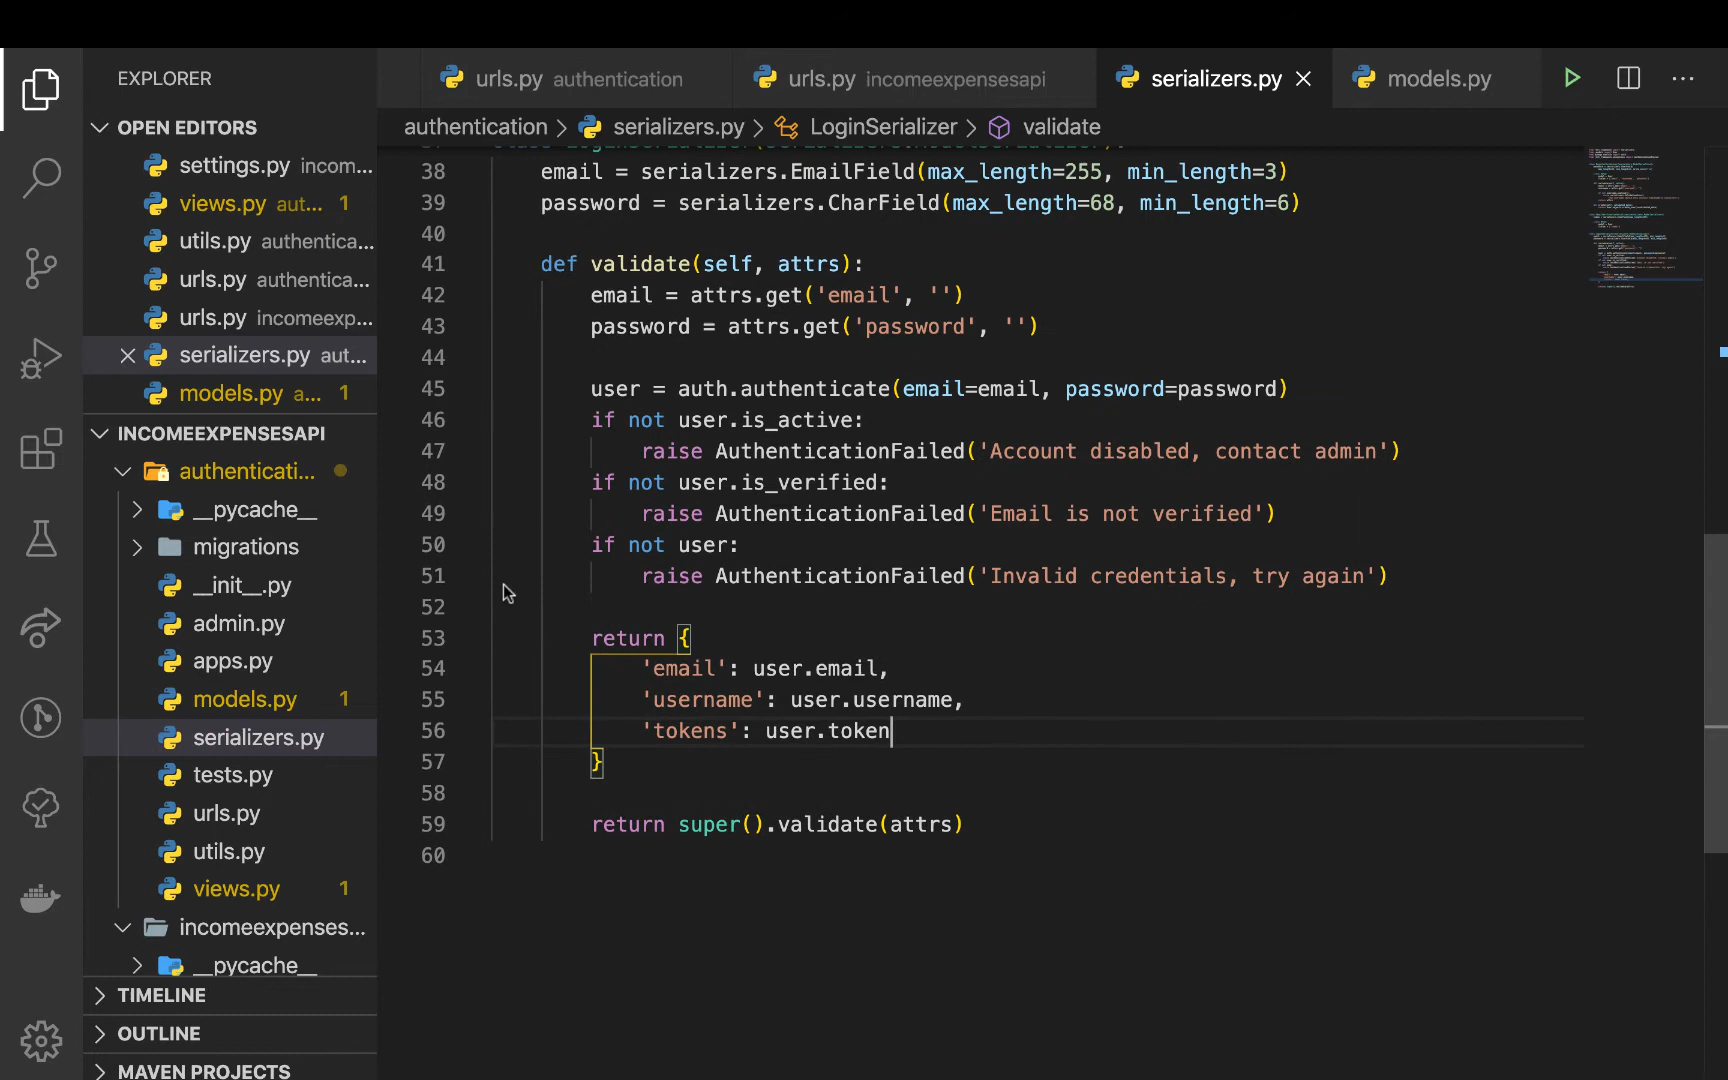 EXPLORER
OPEN EDITORS
settings.py incom...
views.py aut... 1
utils.py authentica...
urls.py authentica...
urls.py incomeexp...
serializers.py aut...
models.py a... 1
INCOMEEXPENSESAPI
authenticati...
__pycache__
migrations
__init__.py
admin.py
apps.py
models.py 1
serializers.py
tests.py
urls.py
utils.py
views.py 1
incomeexpenses...
__pycache__
TIMELINE
OUTLINE
MAVEN PROJECTS
urls.py authentication urls.py incomeexpensesapi serializers.py models.py
authentication > serializers.py > LoginSerializer > validate
38 email = serializers.EmailField(max_length=255, min_length=3)
39 password = serializers.CharField(max_length=68, min_length=6)
40
41 def validate(self, attrs):
42 email = attrs.get('email', '')
43 password = attrs.get('password', '')
44
45 user = auth.authenticate(email=email, password=password)
46 if not user.is_active:
47 raise AuthenticationFailed('Account disabled, contact admin')
48 if not user.is_verified:
49 raise AuthenticationFailed('Email is not verified')
50 if not user:
51 raise AuthenticationFailed('Invalid credentials, try again')
52
53 return {
54 'email': user.email,
55 'username': user.username,
56 'tokens': user.token
57 }
58
59 return super().validate(attrs)
60